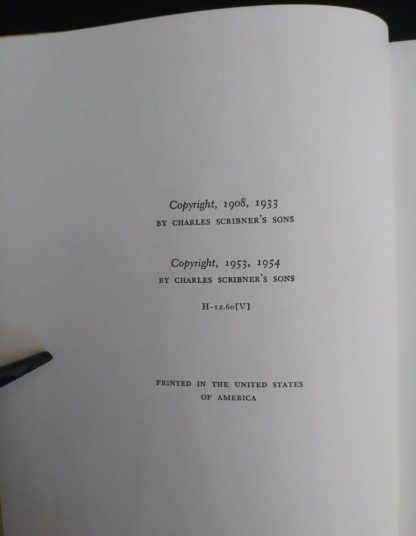 Copyright, 1908, 1933
BY CHARLES SCRIBNER'S SONS
Copyright, 1953, 1954
BY CHARLES SCRIBNER'S SONS
H-12.60[V]
PRINTED IN THE UNITED STATES
OF AMERICA